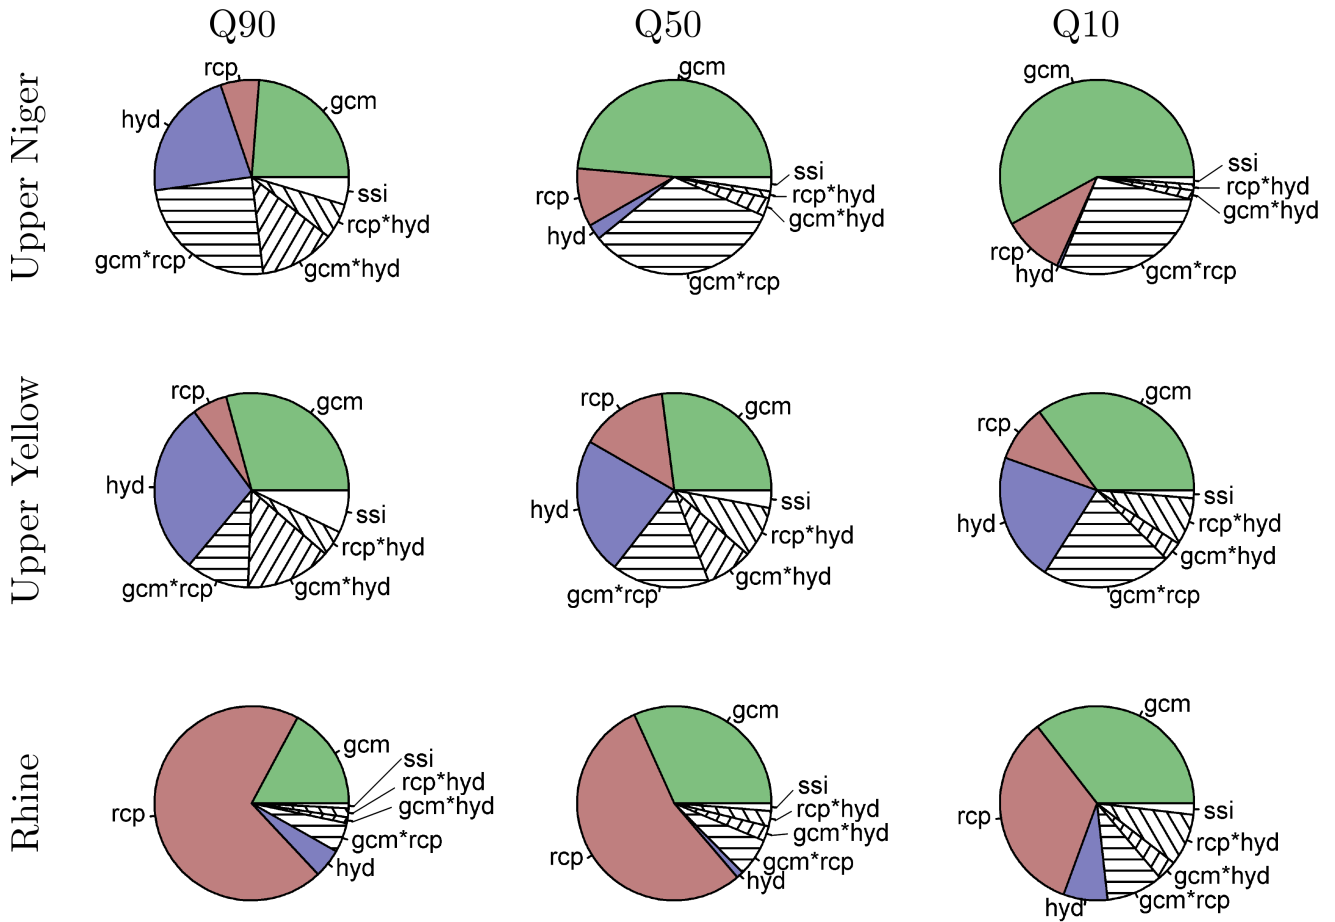 Q90 Q50 Q10
Upper Niger
rcp
gcm
hyd
ssi
rcp*hyd
gcm*hyd
gcm*rcp
gcm
ssi
rcp*hyd
gcm*hyd
rcp
hyd
gcm*rcp
gcm
ssi
rcp*hyd
gcm*hyd
rcp
hyd
gcm*rcp
Upper Yellow
rcp
gcm
hyd
ssi
rcp*hyd
gcm*hyd
gcm*rcp
rcp
gcm
hyd
ssi
rcp*hyd
gcm*hyd
gcm*rcp
gcm
rcp
hyd
ssi
rcp*hyd
gcm*hyd
gcm*rcp
Rhine
gcm
ssi
rcp*hyd
gcm*hyd
rcp
gcm*rcp
hyd
gcm
ssi
rcp*hyd
gcm*hyd
rcp
gcm*rcp
hyd
gcm
rcp
ssi
rcp*hyd
gcm*hyd
gcm*rcp
hyd